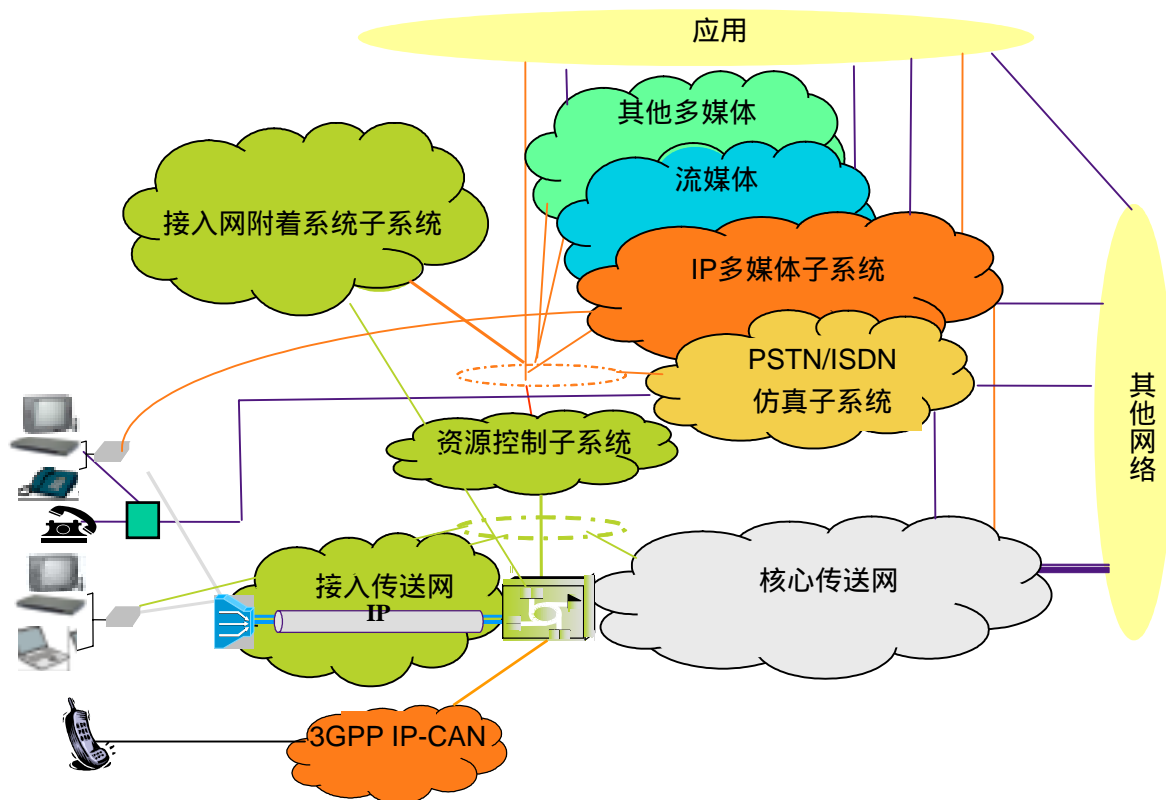 应用
其他多媒体
流媒体
接入网附着系统子系统
IP多媒体子系统
PSTN/ISDN
仿真子系统
其他网络
资源控制子系统
接入传送网
IP
核心传送网
3GPP IP-CAN